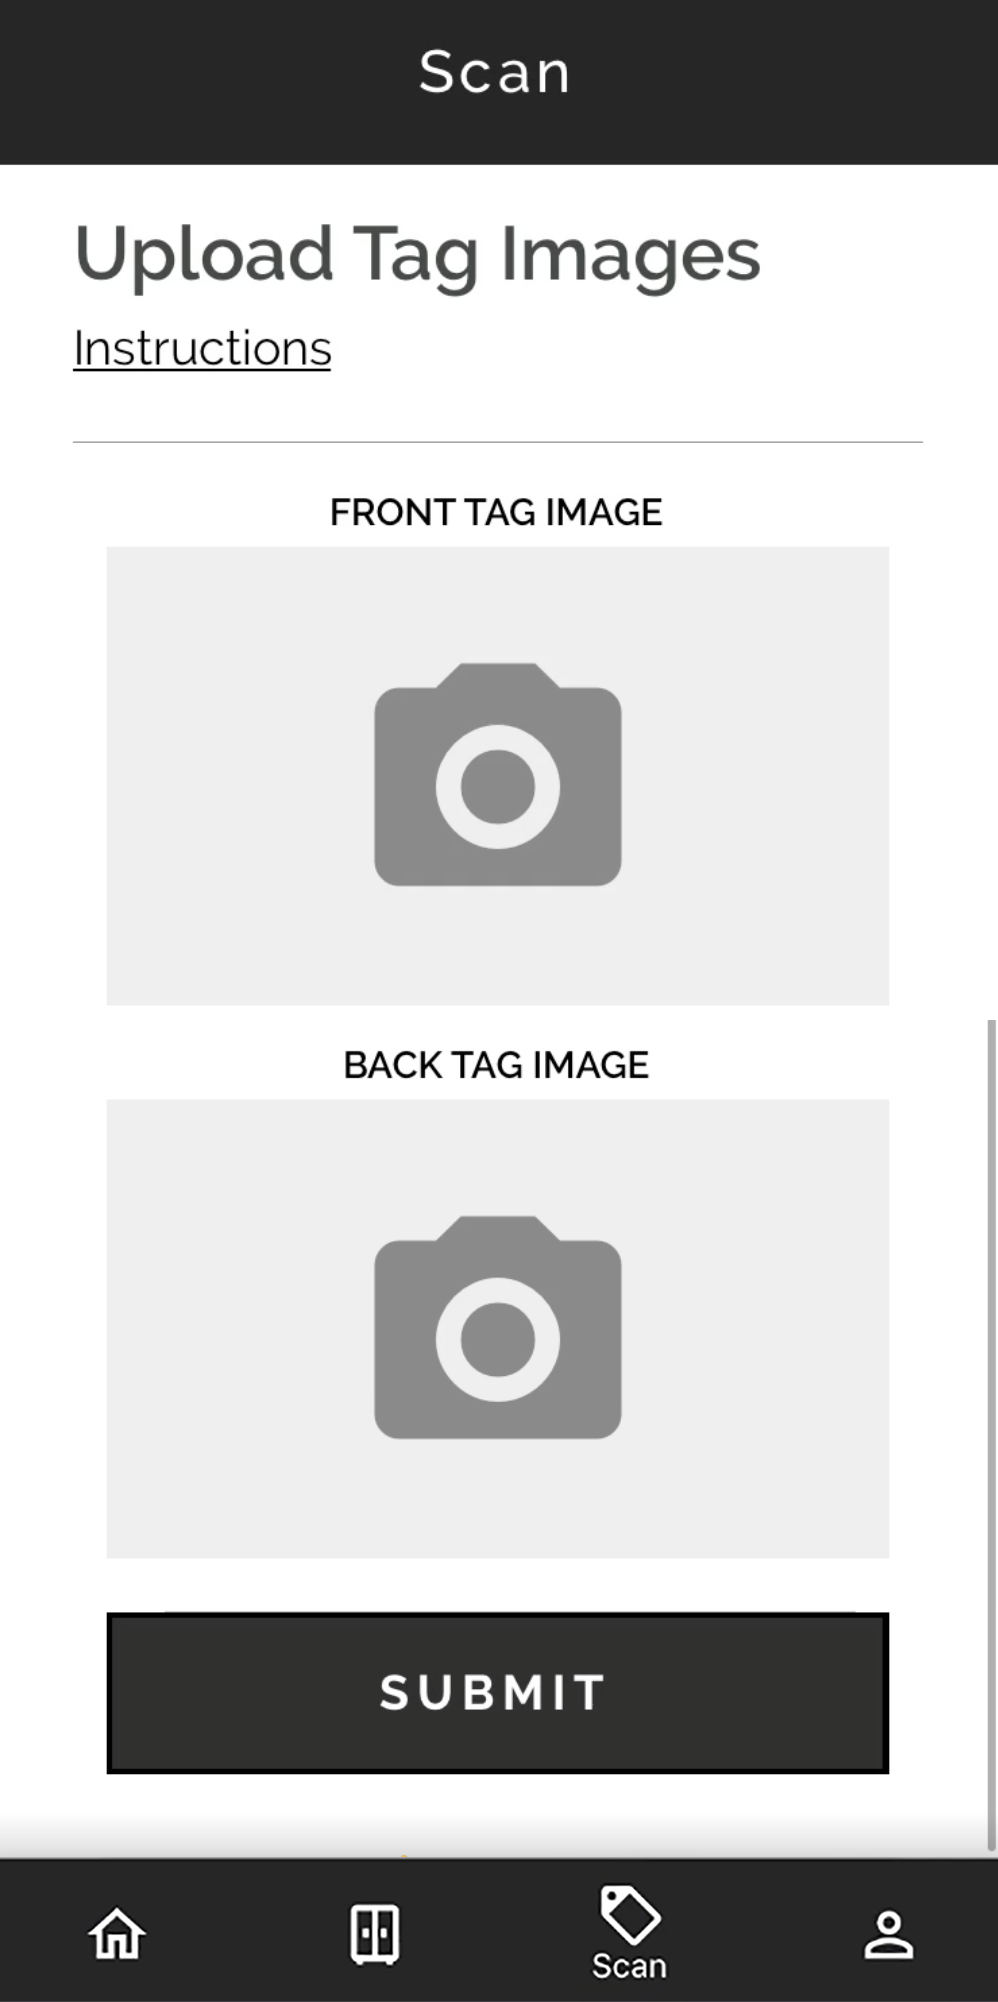 Scan
Upload Tag Images
Instructions
FRONT TAG IMAGE
BACK TAG IMAGE
SUBMIT
Scan